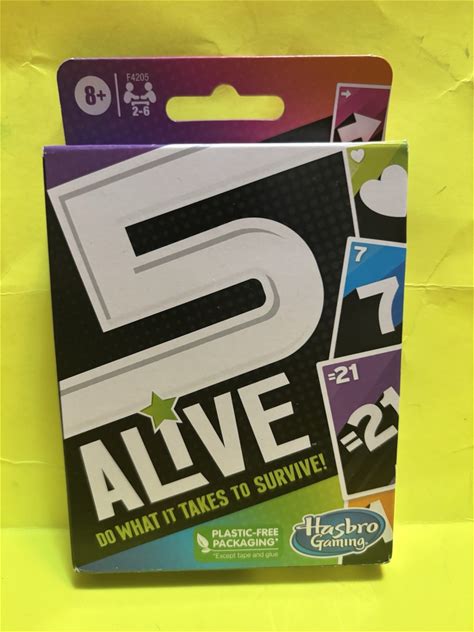 8+
F4205
2-6
5
ALIVE
DO WHAT IT TAKES TO SURVIVE!
7
7
=21
=21
PLASTIC-FREE
PACKAGING*
*Except tape and glue
Hasbro
Gaming